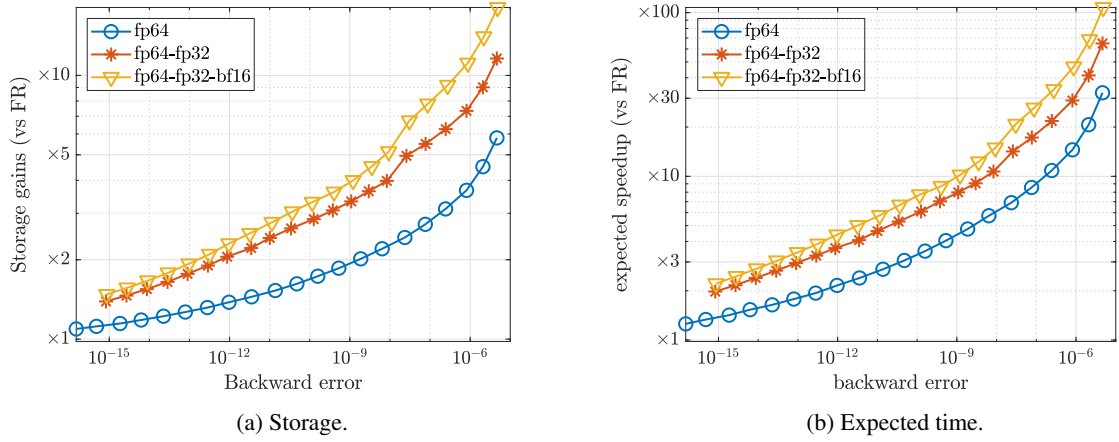 fp64
fp64-fp32
fp64-fp32-bf16
Storage gains (vs FR)
×10
×5
×2
×1
10^-15
10^-12
10^-9
10^-6
Backward error
(a) Storage.
fp64
fp64-fp32
fp64-fp32-bf16
expected speedup (vs FR)
×100
×30
×10
×3
×1
10^-15
10^-12
10^-9
10^-6
backward error
(b) Expected time.